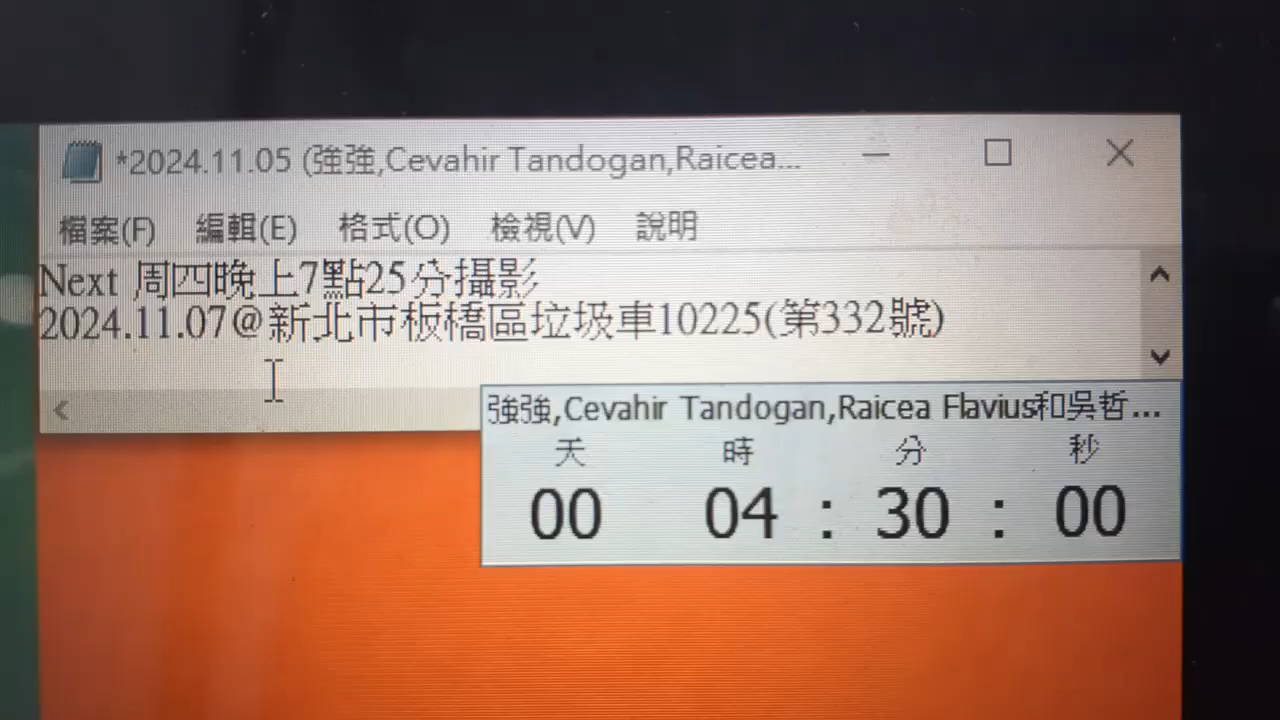 *2024.11.05 (強強,Cevahir Tandogan,Raicea...
檔案(F) 編輯(E) 格式(O) 檢視(V) 說明
Next 周四晚上7點25分攝影
2024.11.07@新北市板橋區垃圾車10225(第332號)
強強,Cevahir Tandogan,Raicea Flavius和吳哲...
天 時 分 秒
00 04 : 30 : 00